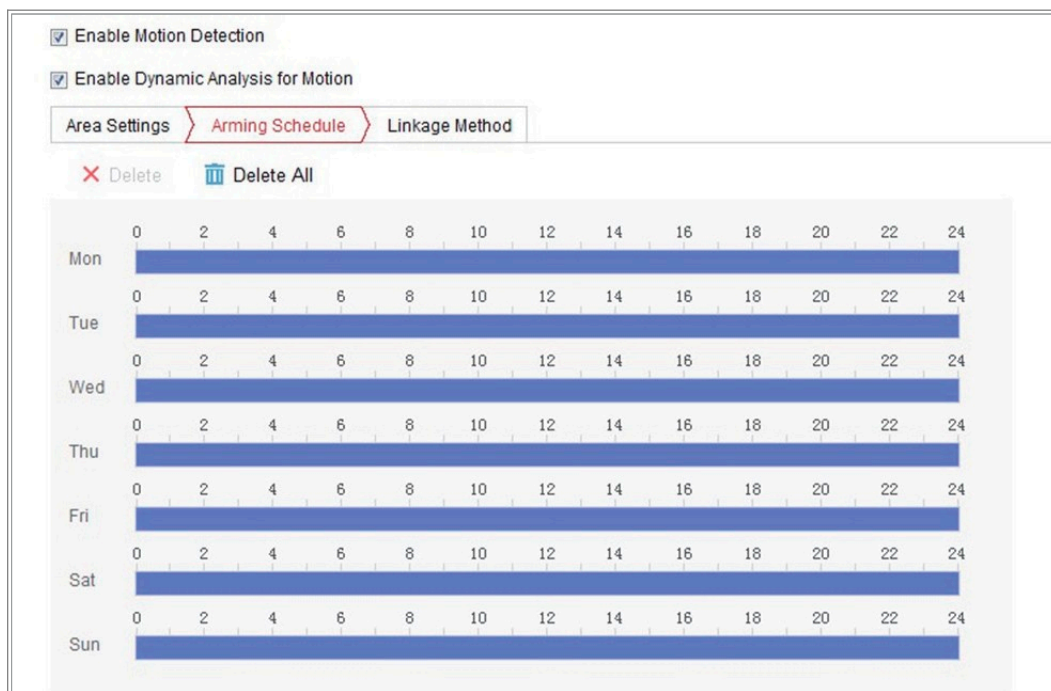 Enable Motion Detection
Enable Dynamic Analysis for Motion
Area Settings Arming Schedule Linkage Method
Delete Delete All
0 2 4 6 8 10 12 14 16 18 20 22 24
Mon
0 2 4 6 8 10 12 14 16 18 20 22 24
Tue
0 2 4 6 8 10 12 14 16 18 20 22 24
Wed
0 2 4 6 8 10 12 14 16 18 20 22 24
Thu
0 2 4 6 8 10 12 14 16 18 20 22 24
Fri
0 2 4 6 8 10 12 14 16 18 20 22 24
Sat
0 2 4 6 8 10 12 14 16 18 20 22 24
Sun